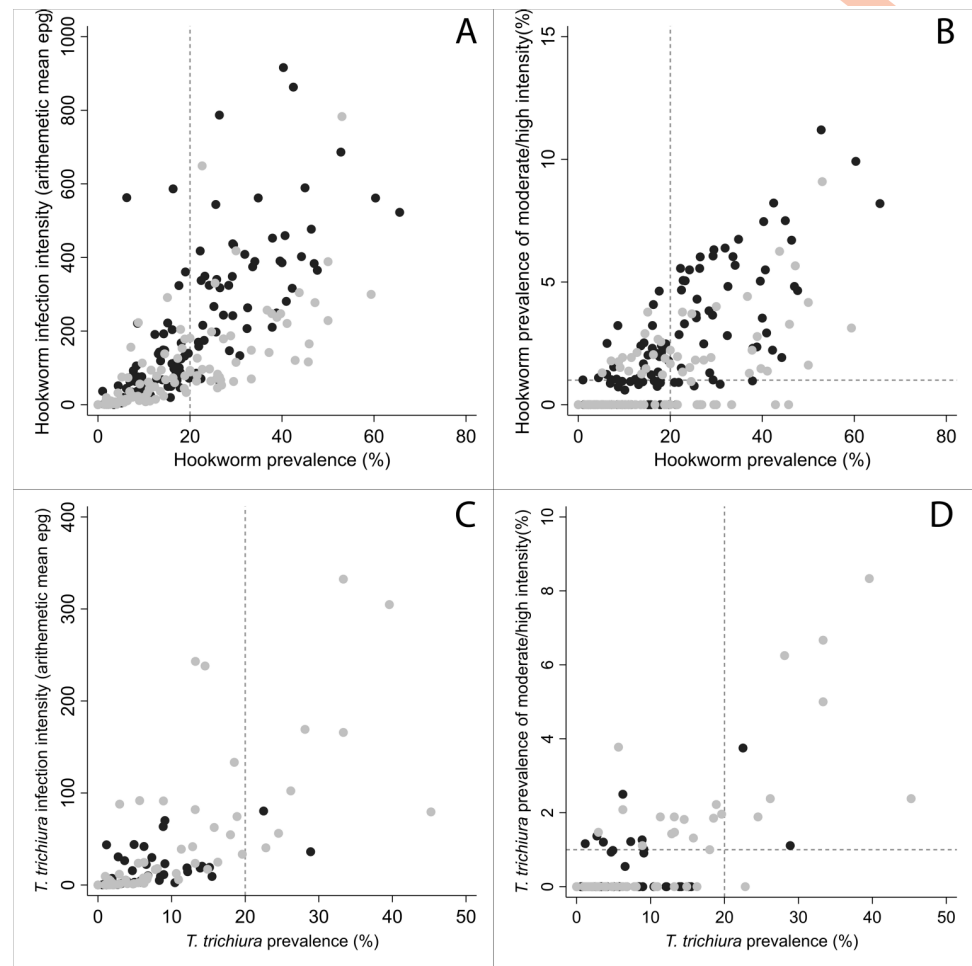 A
Hookworm infection intensity (arithemetic mean epg)
1000
800
600
400
200
0
0 20 40 60 80
Hookworm prevalence (%)
B
Hookworm prevalence of moderate/high intensity(%)
15
10
5
0
0 20 40 60 80
Hookworm prevalence (%)
C
T. trichiura infection intensity (arithemetic mean epg)
400
300
200
100
0
0 10 20 30 40 50
T. trichiura prevalence (%)
D
T. trichiura prevalence of moderate/high intensity(%)
10
8
6
4
2
0
0 10 20 30 40 50
T. trichiura prevalence (%)